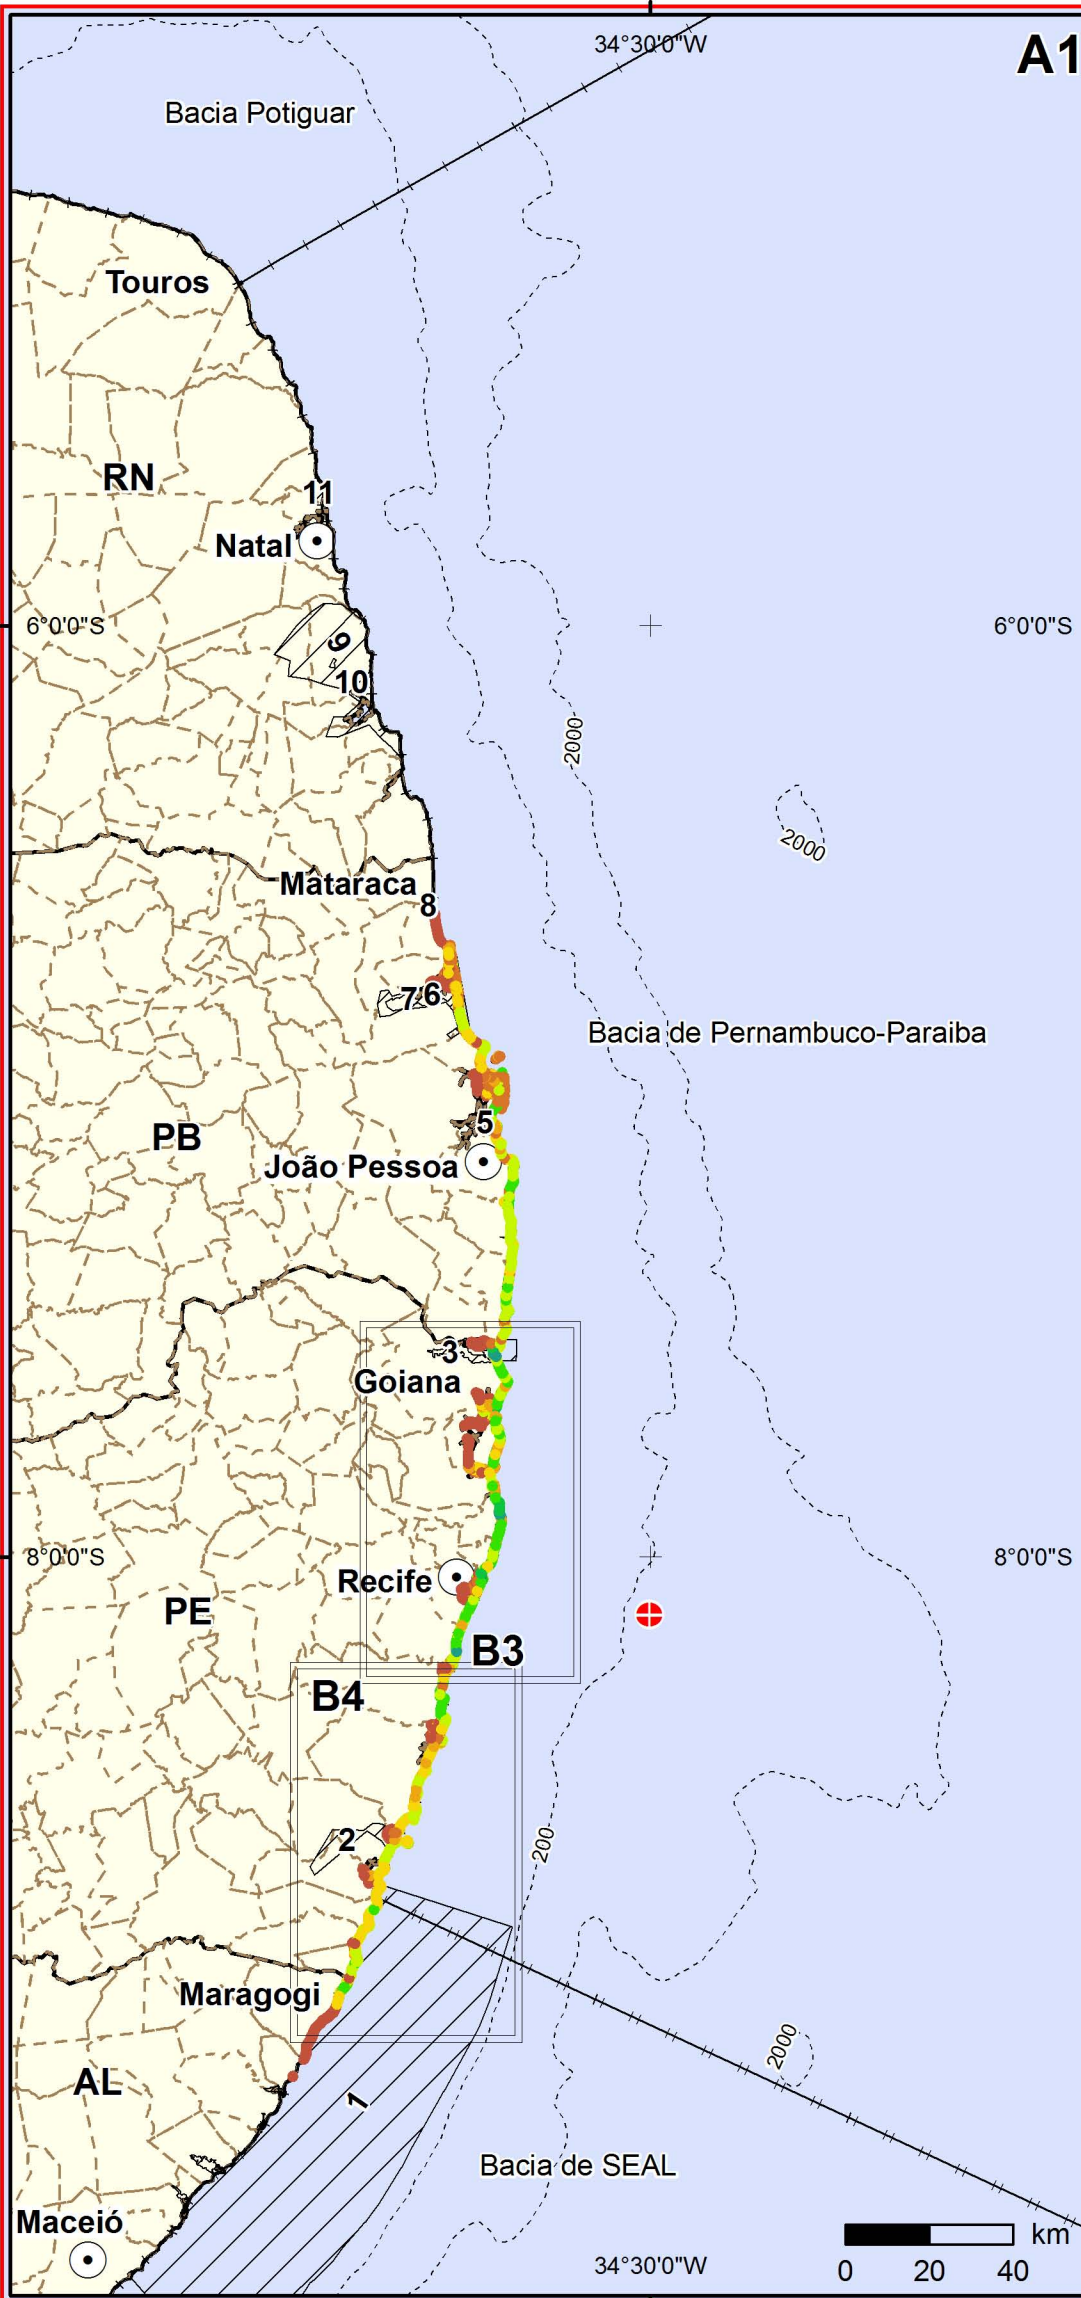 34°30'0"W
A1
Bacia Potiguar
Touros
RN
11
Natal
6°0'0"S
6°0'0"S
9
10
2000
2000
Mataraca
8
7
6
Bacia de Pernambuco-Paraiba
5
PB
João Pessoa
3
Goiana
8°0'0"S
8°0'0"S
Recife
PE
B3
B4
2
200
Maragogi
2000
AL
1
Bacia de SEAL
Maceió
km
34°30'0"W
0 20 40